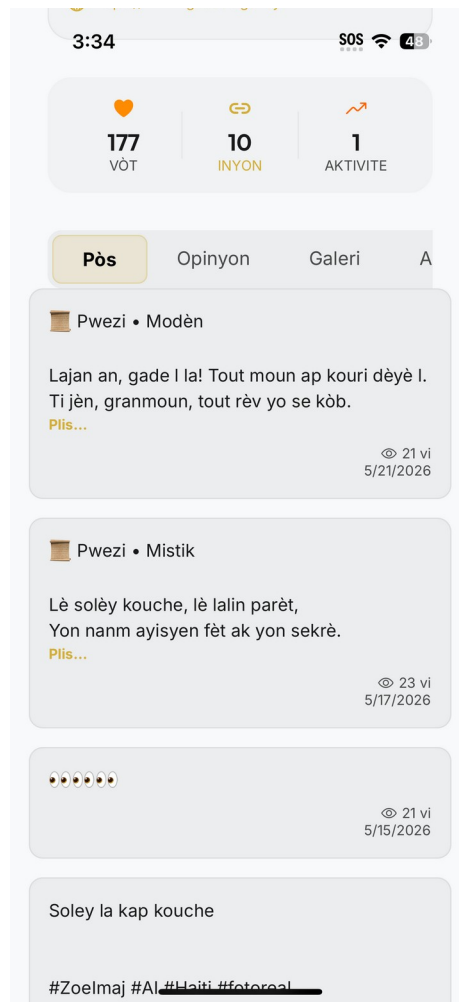 3:34
SOS
48
177
VÒT
10
INYON
1
AKTIVITE
Pòs
Opinyon
Galeri
A
Pwezi • Modèn
Lajan an, gade l la! Tout moun ap kouri dèyè l.
Ti jèn, granmoun, tout rèv yo se kòb.
Plis...
21 vi
5/21/2026
Pwezi • Mistik
Lè solèy kouche, lè lalin parèt,
Yon nanm ayisyen fèt ak yon sekrè.
Plis...
23 vi
5/17/2026
21 vi
5/15/2026
Soley la kap kouche
#ZoeImaj #AI #Haiti #fotoreal